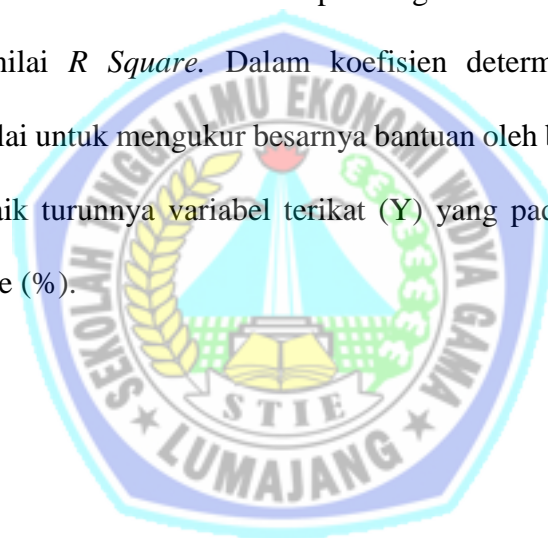 nilai R Square. Dalam koefisien determ
lai untuk mengukur besarnya bantuan oleh
aik turunnya variabel terikat (Y) yang pad
e (%).
SEKOLAH TINGGI ILMU EKONOMI WIDYA GAMA
STIE
LUMAJANG